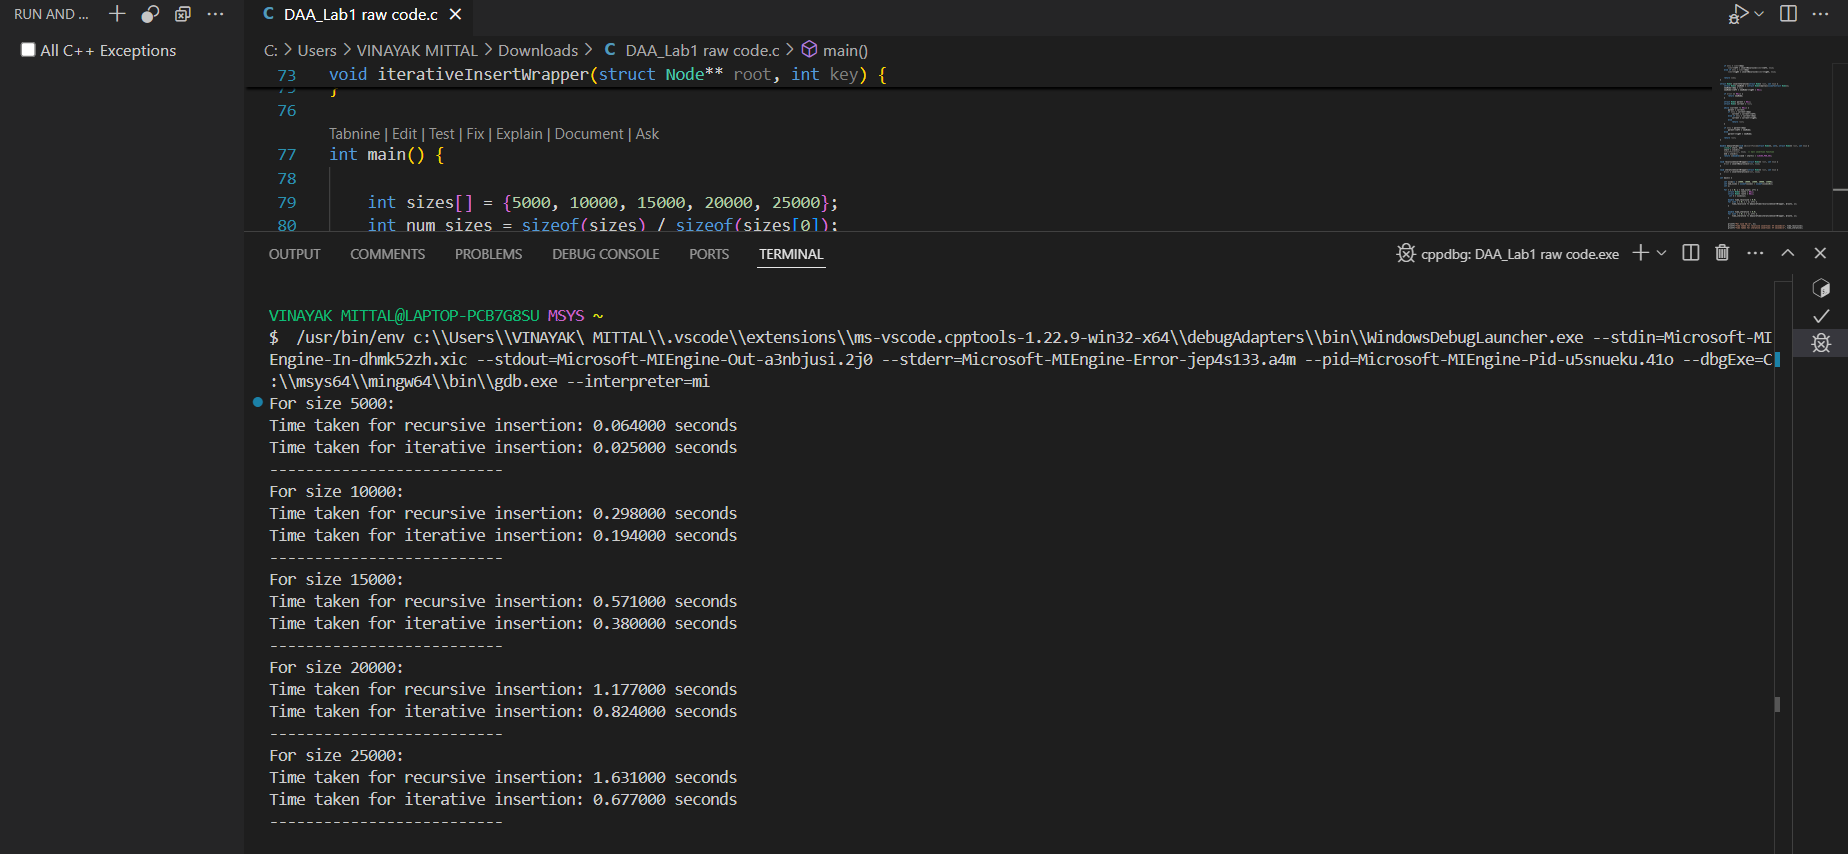 RUN AND ...
DAA_Lab1 raw code.c
All C++ Exceptions
C: > Users > VINAYAK MITTAL > Downloads > C DAA_Lab1 raw code.c > main()
73 void iterativeInsertWrapper(struct Node** root, int key) {
75 }
76
Tabnine | Edit | Test | Fix | Explain | Document | Ask
77 int main() {
78
79 int sizes[] = {5000, 10000, 15000, 20000, 25000};
80 int num_sizes = sizeof(sizes) / sizeof(sizes[0]);
OUTPUT COMMENTS PROBLEMS DEBUG CONSOLE PORTS TERMINAL
cppdbg: DAA_Lab1 raw code.exe
VINAYAK MITTAL@LAPTOP-PCB7G8SU MSYS ~
$ /usr/bin/env c:\\Users\\VINAYAK\ MITTAL\\.vscode\\extensions\\ms-vscode.cpptools-1.22.9-win32-x64\\debugAdapters\\bin\\WindowsDebugLauncher.exe --stdin=Microsoft-MI
Engine-In-dhmk52zh.xic --stdout=Microsoft-MIEngine-Out-a3nbjusi.2j0 --stderr=Microsoft-MIEngine-Error-jep4s133.a4m --pid=Microsoft-MIEngine-Pid-u5snueku.41o --dbgExe=C
:\\msys64\\mingw64\\bin\\gdb.exe --interpreter=mi
For size 5000:
Time taken for recursive insertion: 0.064000 seconds
Time taken for iterative insertion: 0.025000 seconds
--------------------------
For size 10000:
Time taken for recursive insertion: 0.298000 seconds
Time taken for iterative insertion: 0.194000 seconds
--------------------------
For size 15000:
Time taken for recursive insertion: 0.571000 seconds
Time taken for iterative insertion: 0.380000 seconds
--------------------------
For size 20000:
Time taken for recursive insertion: 1.177000 seconds
Time taken for iterative insertion: 0.824000 seconds
--------------------------
For size 25000:
Time taken for recursive insertion: 1.631000 seconds
Time taken for iterative insertion: 0.677000 seconds
--------------------------